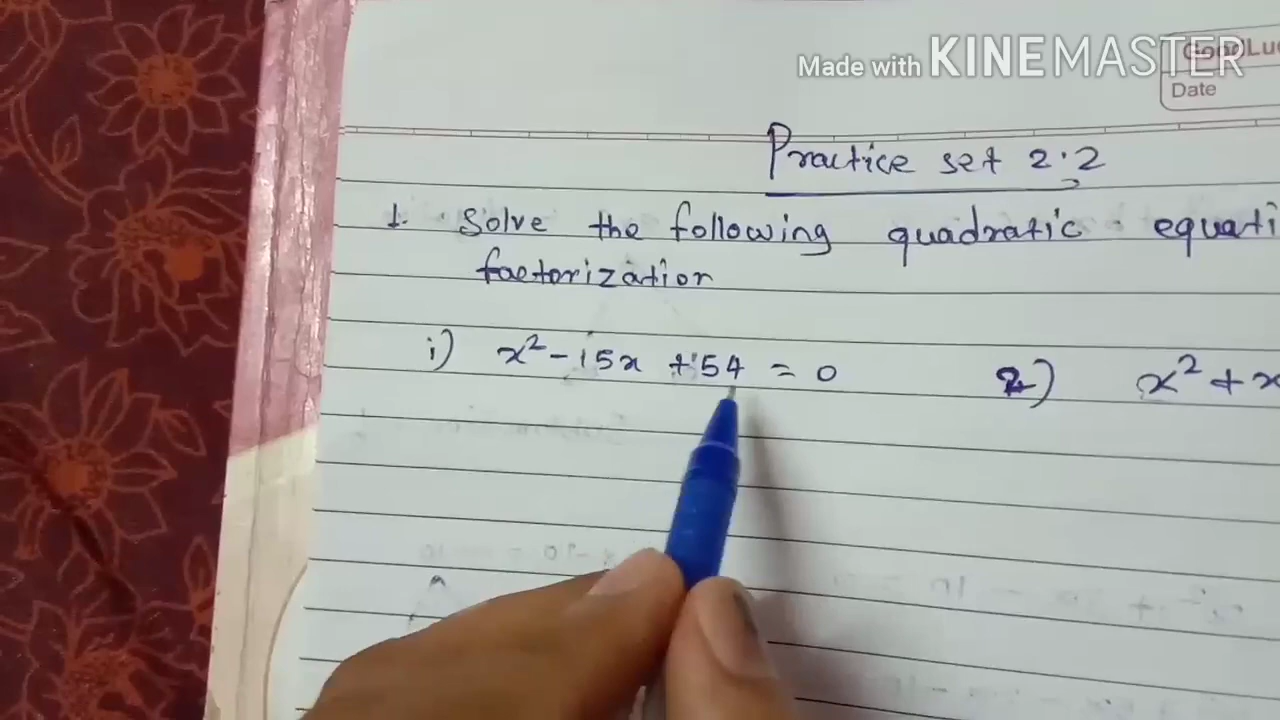 Made with KINEMASTER
GoodLuc
Date
Practice set 2.2
1. Solve the following quadratic equati
factorization
i) x² - 15x + 54 = 0 2) x² + x